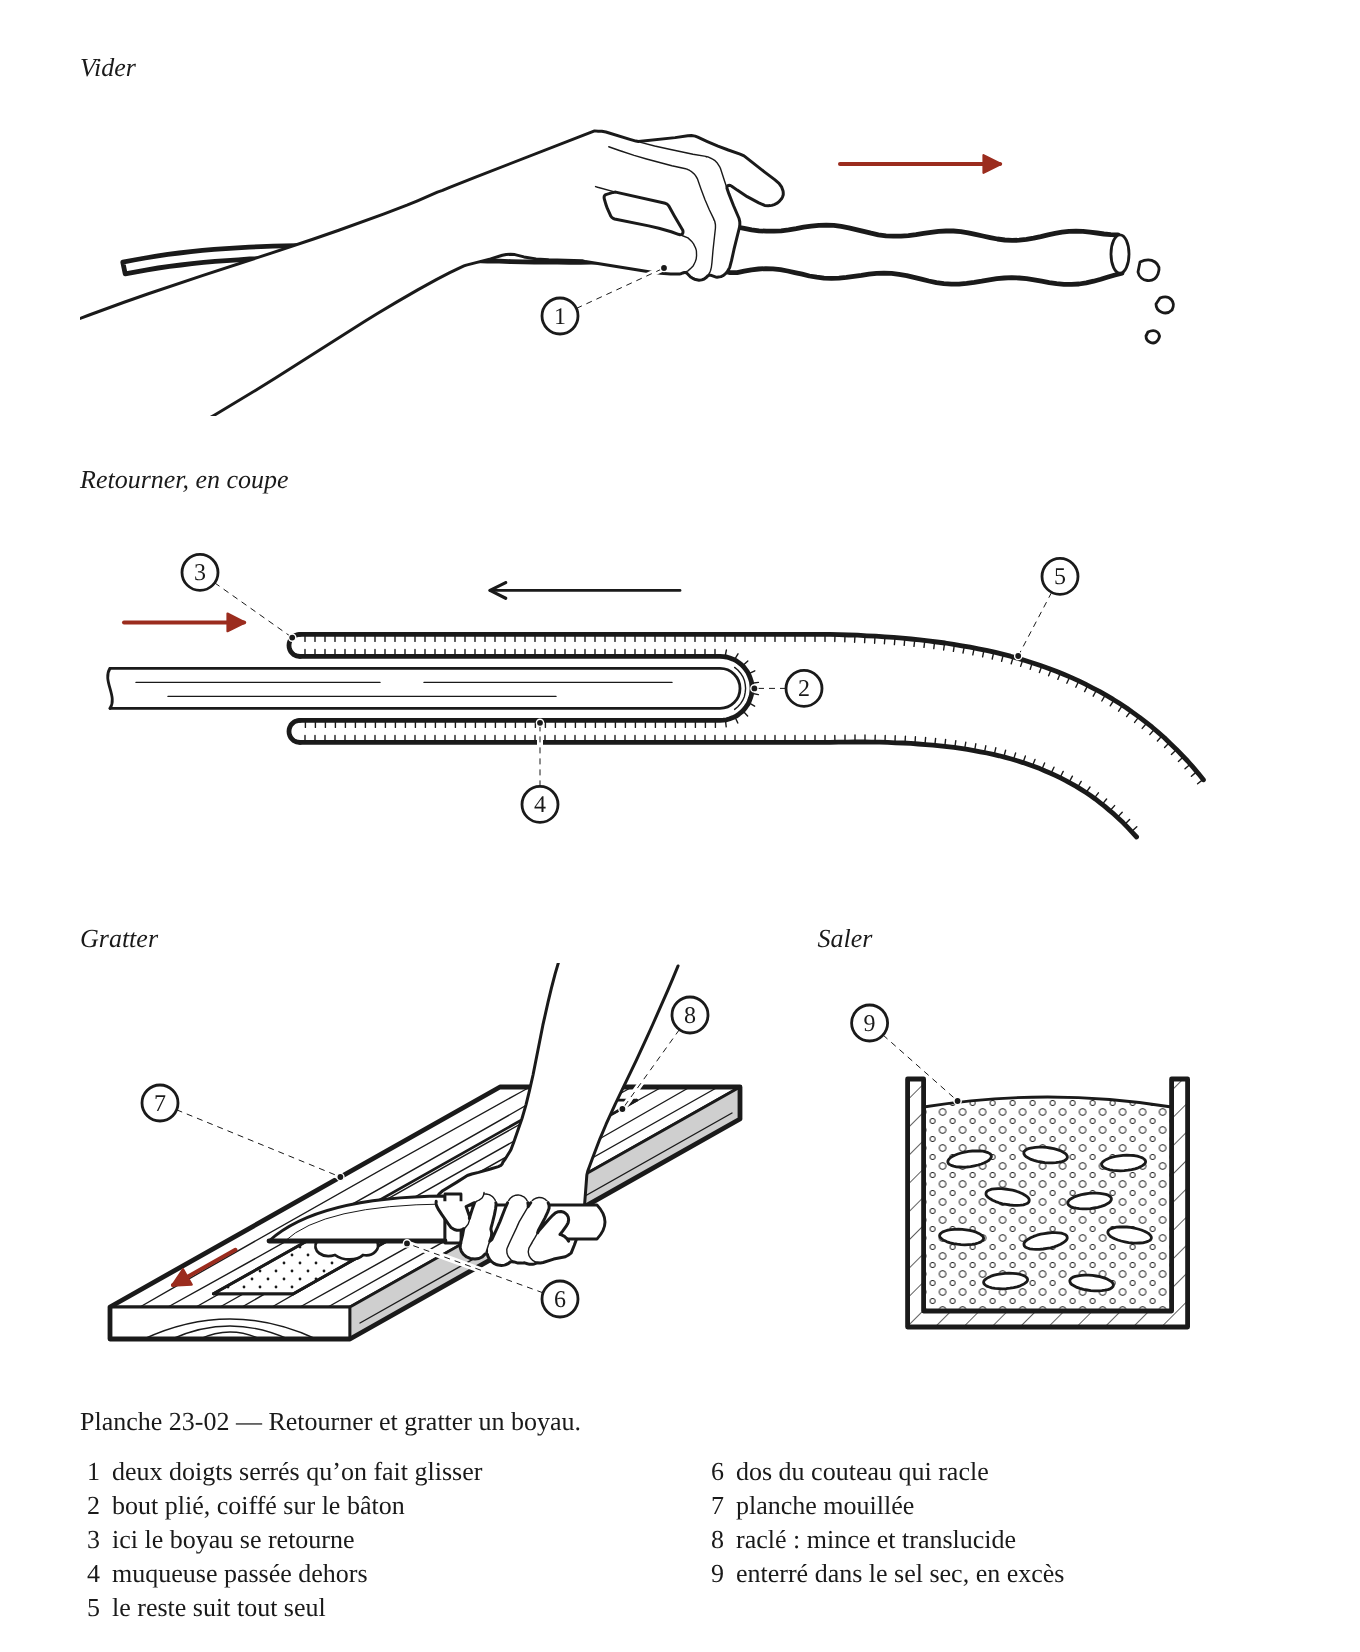 Vider
1
Retourner, en coupe
3
5
2
4
Gratter
Saler
8
9
7
6
Planche 23-02 — Retourner et gratter un boyau.
1 deux doigts serrés qu’on fait glisser
2 bout plié, coiffé sur le bâton
3 ici le boyau se retourne
4 muqueuse passée dehors
5 le reste suit tout seul
6 dos du couteau qui racle
7 planche mouillée
8 raclé : mince et translucide
9 enterré dans le sel sec, en excès